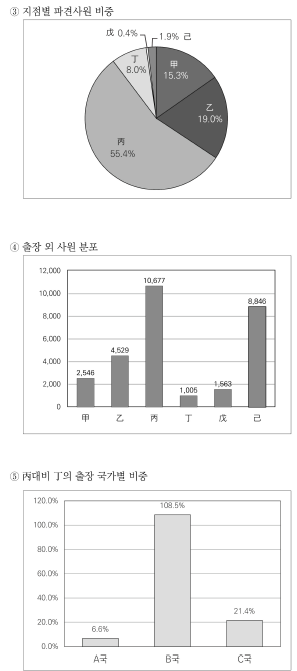 ③ 지점별 파견사원 비중
戊 0.4%
1.9% 己
丁
8.0%
甲
15.3%
乙
19.0%
丙
55.4%
④ 출장 외 사원 분포
12,000
10,000
8,000
6,000
4,000
2,000
0
2,546
4,529
10,677
1,005
1,563
8,846
甲 乙 丙 丁 戊 己
⑤ 丙대비 丁의 출장 국가별 비중
120.0%
100.0%
80.0%
60.0%
40.0%
20.0%
0.0%
6.6%
108.5%
21.4%
A국 B국 C국